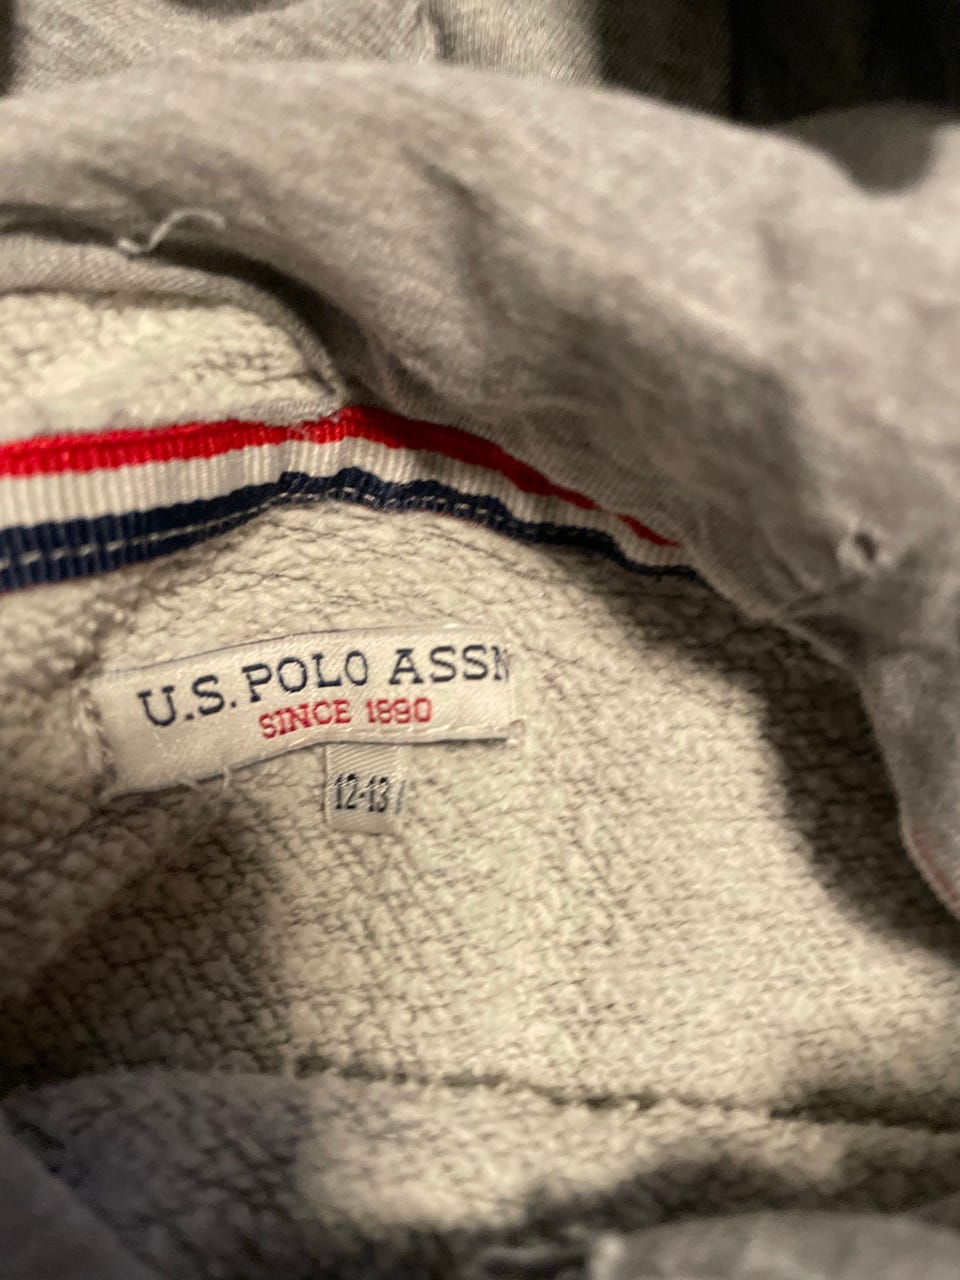 U.S. POLO ASSN
SINCE 1890
12-13/